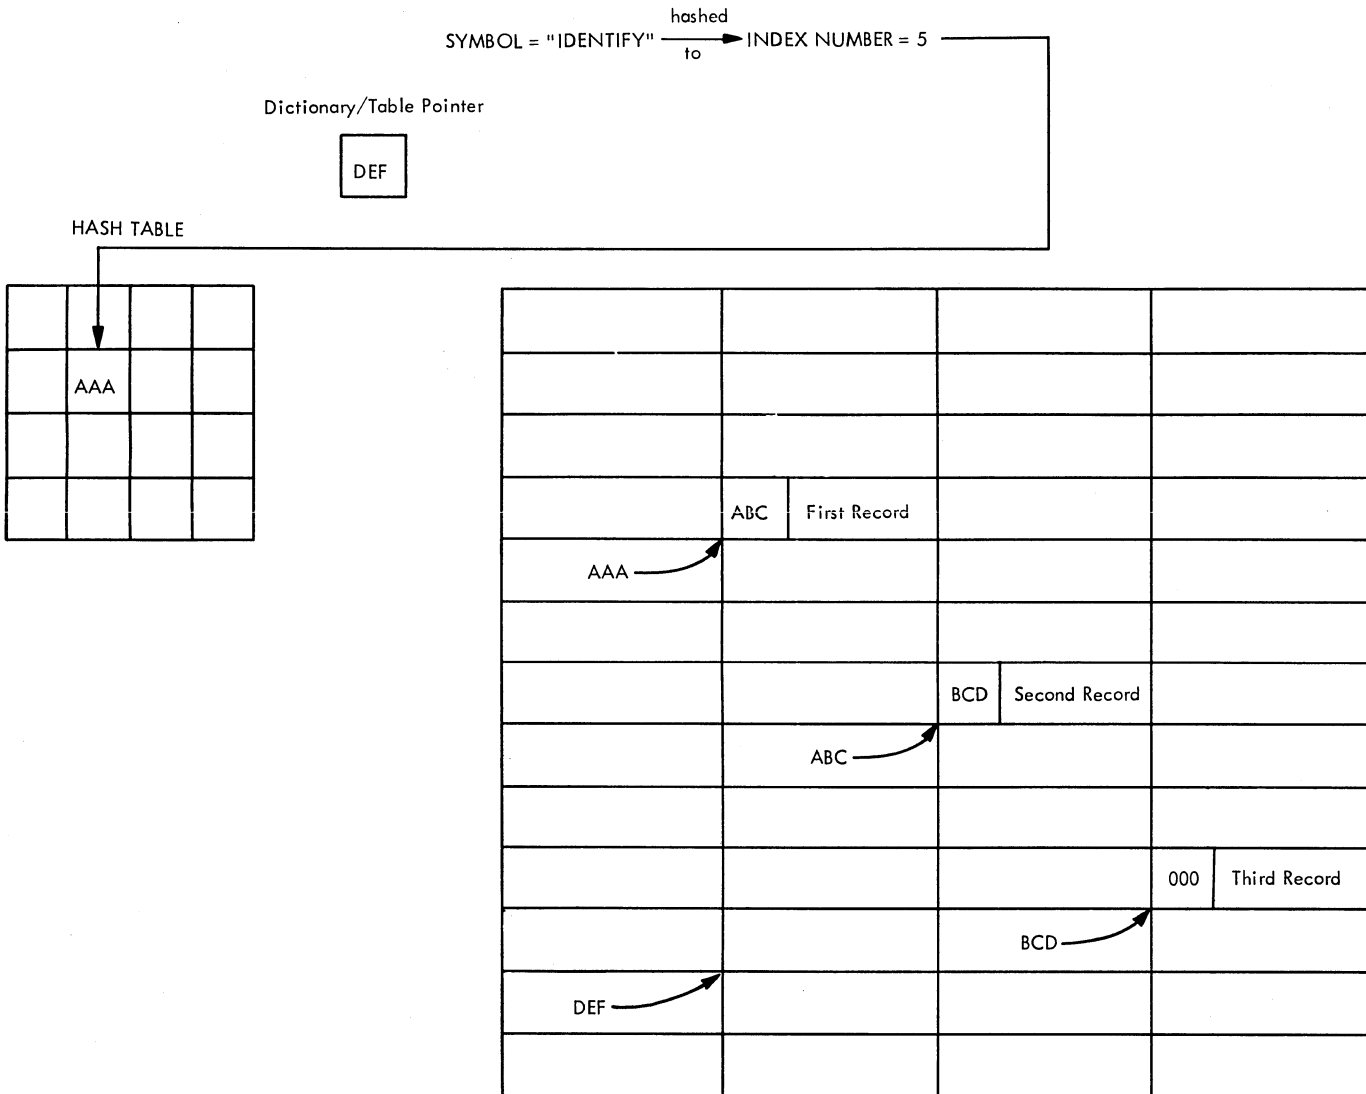 hashed
SYMBOL = "IDENTIFY" INDEX NUMBER = 5
to
Dictionary/Table Pointer
DEF
HASH TABLE
AAA
ABC First Record
AAA
BCD Second Record
ABC
000 Third Record
BCD
DEF